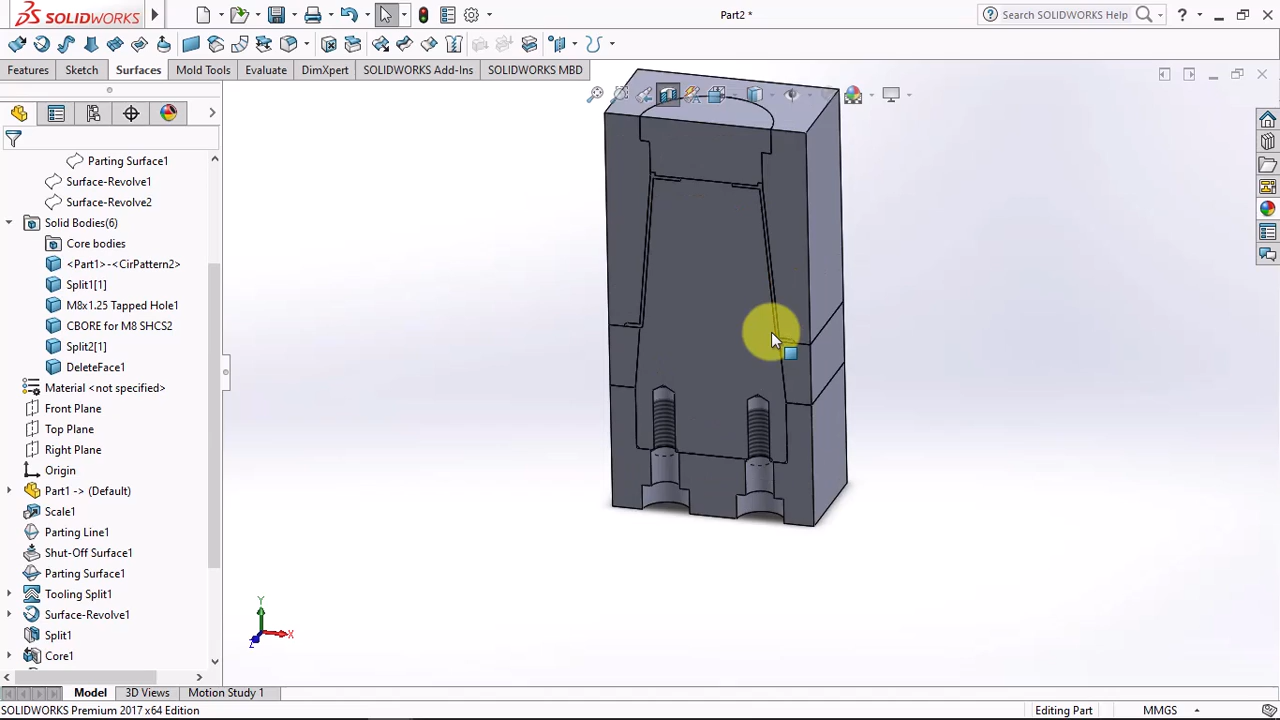 SOLIDWORKS
Part2 *
Search SOLIDWORKS Help
Features
Sketch
Surfaces
Mold Tools
Evaluate
DimXpert
SOLIDWORKS Add-Ins
SOLIDWORKS MBD
Parting Surface1
Surface-Revolve1
Surface-Revolve2
Solid Bodies(6)
Core bodies
<Part1>-<CirPattern2>
Split1[1]
M8x1.25 Tapped Hole1
CBORE for M8 SHCS2
Split2[1]
DeleteFace1
Material <not specified>
Front Plane
Top Plane
Right Plane
Origin
Part1 -> (Default)
Scale1
Parting Line1
Shut-Off Surface1
Parting Surface1
Tooling Split1
Surface-Revolve1
Split1
Core1
Y
X
Z
Model
3D Views
Motion Study 1
SOLIDWORKS Premium 2017 x64 Edition
Editing Part
MMGS